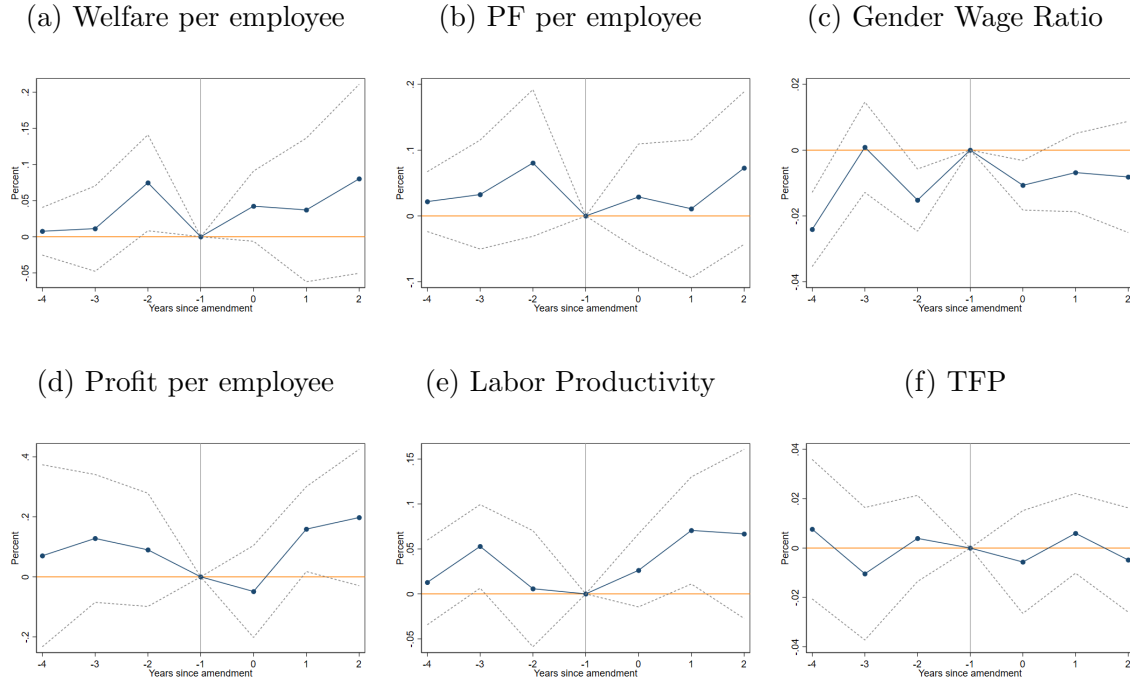 (a) Welfare per employee
(b) PF per employee
(c) Gender Wage Ratio
Percent
-.05 0 .05 .1 .15 .2
-4 -3 -2 -1 0 1 2
Years since amendment
Percent
-.1 0 .1 .2
-4 -3 -2 -1 0 1 2
Years since amendment
Percent
-.04 -.02 0 .02
-4 -3 -2 -1 0 1 2
Years since amendment
(d) Profit per employee
(e) Labor Productivity
(f) TFP
Percent
-.2 0 .2 .4
-4 -3 -2 -1 0 1 2
Years since amendment
Percent
-.05 0 .05 .1 .15
-4 -3 -2 -1 0 1 2
Years since amendment
Percent
-.04 -.02 0 .02 .04
-4 -3 -2 -1 0 1 2
Years since amendment